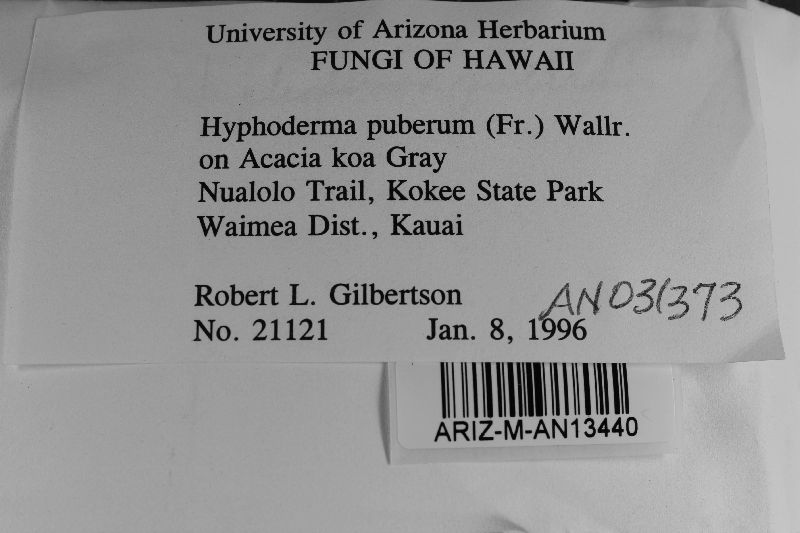 University of Arizona Herbarium
FUNGI OF HAWAII
Hyphoderma puberum (Fr.) Wallr.
on Acacia koa Gray
Nualolo Trail, Kokee State Park
Waimea Dist., Kauai
Robert L. Gilbertson
AN031373
No. 21121 Jan. 8, 1996
ARIZ-M-AN13440